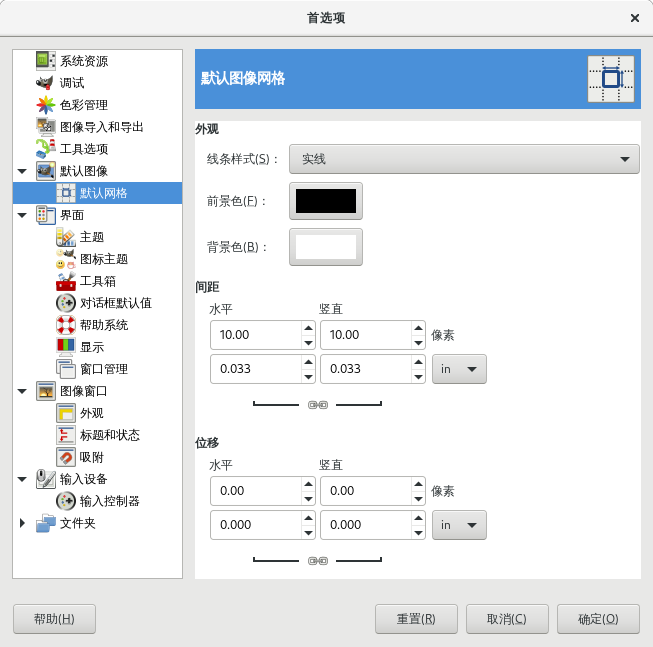 首选项
系统资源
调试
色彩管理
图像导入和导出
工具选项
默认图像
默认网格
界面
主题
图标主题
工具箱
对话框默认值
帮助系统
显示
窗口管理
图像窗口
外观
标题和状态
吸附
输入设备
输入控制器
文件夹
默认图像网格
外观
线条样式(S)： 实线
前景色(F)：
背景色(B)：
间距
水平 竖直
10.00 10.00 像素
0.033 0.033 in
位移
水平 竖直
0.00 0.00 像素
0.000 0.000 in
帮助(H) 重置(R) 取消(C) 确定(O)